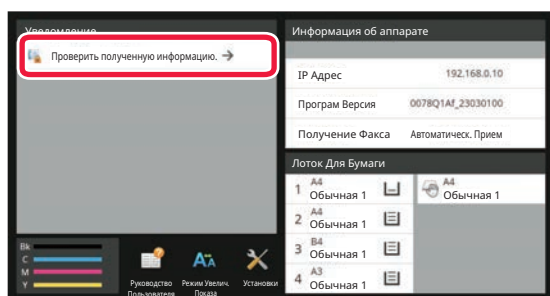 Уведомление
Проверить полученную информацию.
Информация об аппарате
IP Адрес 192.168.0.10
Програм Версия 0078Q1Af_23030100
Получение Факса Автоматическ. Прием
Лоток Для Бумаги
1 A4
Обычная 1
A4
Обычная 1
2 A4
Обычная 1
3 B4
Обычная 1
4 A3
Обычная 1
Bk
C
M
Y
Руководство
Пользователя
Режим Увелич.
Показа
Установки